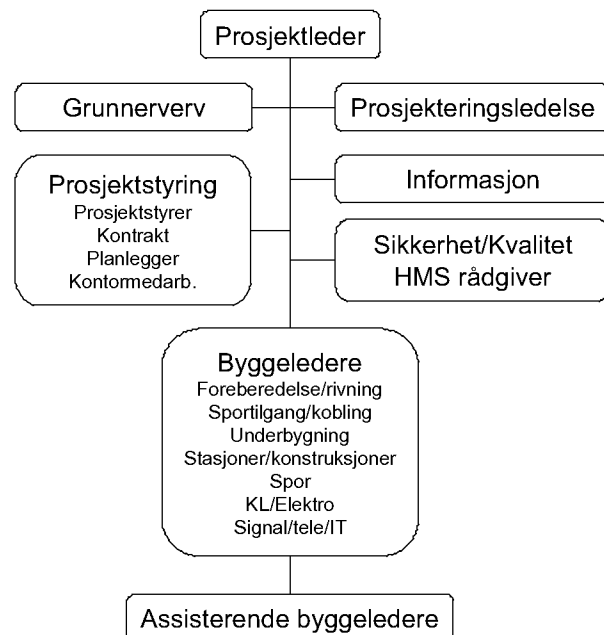 Prosjektleder
Grunnerverv
Prosjekteringsledelse
Prosjektstyring
Prosjektstyrer
Kontrakt
Planlegger
Kontormedarb.
Informasjon
Sikkerhet/Kvalitet
HMS rådgiver
Byggeledere
Foreberedelse/rivning
Sportilgang/kobling
Underbygning
Stasjoner/konstruksjoner
Spor
KL/Elektro
Signal/tele/IT
Assisterende byggeledere